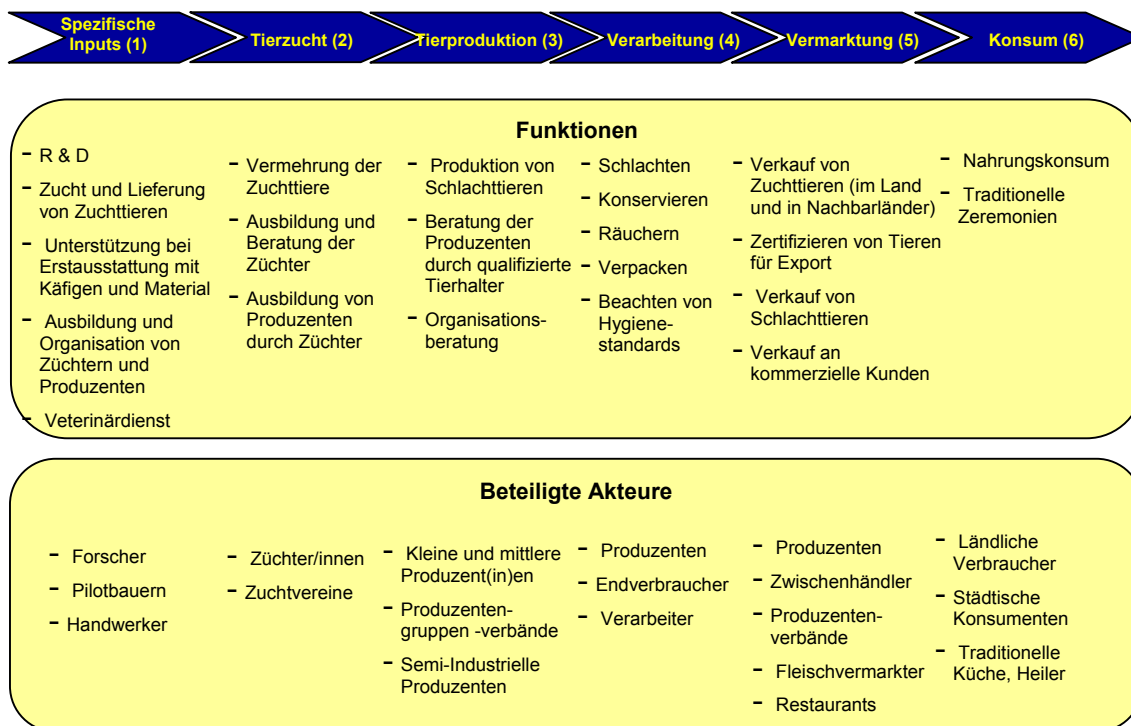 Spezifische
Inputs (1)
Tierzucht (2)
Tierproduktion (3)
Verarbeitung (4)
Vermarktung (5)
Konsum (6)
Funktionen
- R & D
- Zucht und Lieferung
von Zuchttieren
- Unterstützung bei
Erstausstattung mit
Käfigen und Material
- Ausbildung und
Organisation von
Züchtern und
Produzenten
- Veterinärdienst
- Vermehrung der
Zuchttiere
- Ausbildung und
Beratung der
Züchter
- Ausbildung von
Produzenten
durch Züchter
- Produktion von
Schlachttieren
- Beratung der
Produzenten
durch qualifizierte
Tierhalter
- Organisations-
beratung
- Schlachten
- Konservieren
- Räuchern
- Verpacken
- Beachten von
Hygiene-
standards
- Verkauf von
Zuchttieren (im Land
und in Nachbarländer)
- Zertifizieren von Tieren
für Export
- Verkauf von
Schlachttieren
- Verkauf an
kommerzielle Kunden
- Nahrungskonsum
- Traditionelle
Zeremonien
Beteiligte Akteure
- Forscher
- Pilotbauern
- Handwerker
- Züchter/innen
- Zuchtvereine
- Kleine und mittlere
Produzent(in)en
- Produzenten-
gruppen -verbände
- Semi-Industrielle
Produzenten
- Produzenten
- Endverbraucher
- Verarbeiter
- Produzenten
- Zwischenhändler
- Produzenten-
verbände
- Fleischvermarkter
- Restaurants
- Ländliche
Verbraucher
- Städtische
Konsumenten
- Traditionelle
Küche, Heiler